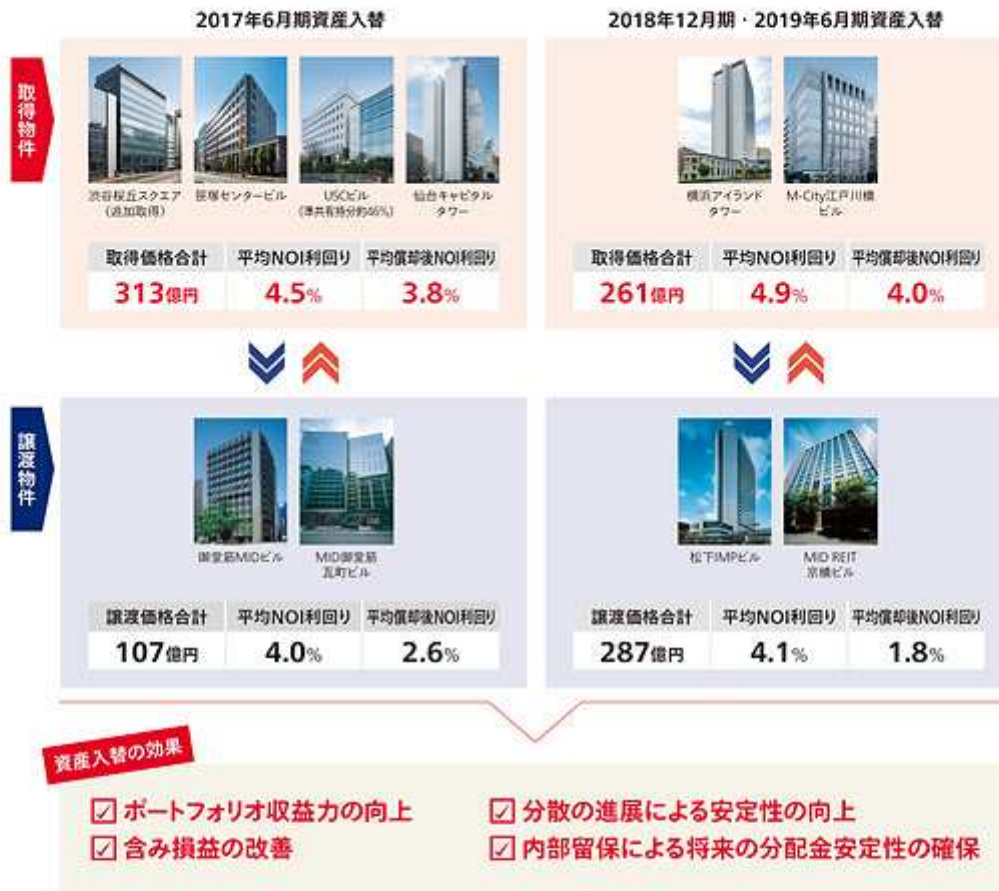 2017年6月期資産入替
2018年12月期・2019年6月期資産入替
取得物件
渋谷桜丘スクエア
（追加取得）
笹塚センタービル
USCビル
（準共有持分約46%）
仙台キャピタル
タワー
取得価格合計 平均NOI利回り 平均償却後NOI利回り
313億円 4.5% 3.8%
横浜アイランド
タワー
M-City江戸川橋
ビル
取得価格合計 平均NOI利回り 平均償却後NOI利回り
261億円 4.9% 4.0%
譲渡物件
御堂筋MIDビル
MID御堂筋
瓦町ビル
譲渡価格合計 平均NOI利回り 平均償却後NOI利回り
107億円 4.0% 2.6%
松下IMPビル
MID REIT
京橋ビル
譲渡価格合計 平均NOI利回り 平均償却後NOI利回り
287億円 4.1% 1.8%
資産入替の効果
ポートフォリオ収益力の向上
分散の進展による安定性の向上
含み損益の改善
内部留保による将来の分配金安定性の確保